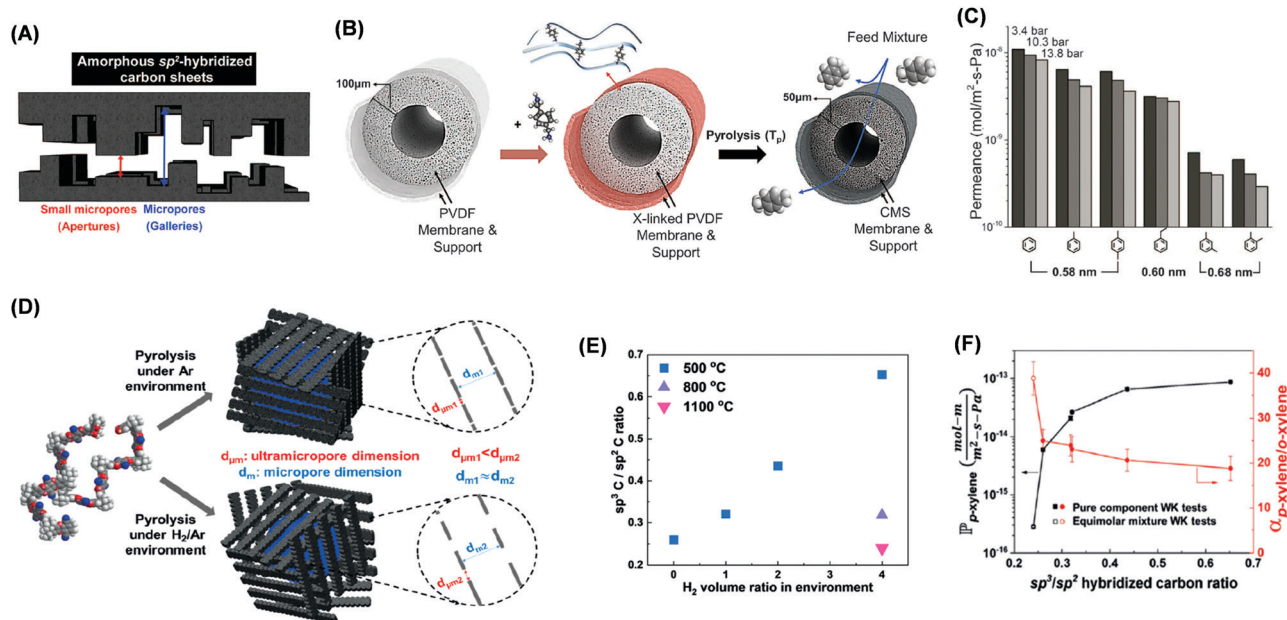 (A)
Amorphous sp²-hybridized
carbon sheets
Small micropores
(Apertures)
Micropores
(Galleries)
(B)
100μm
PVDF
Membrane &
Support
+
X-linked PVDF
Membrane &
Support
Pyrolysis (Tp)
Feed Mixture
50μm
CMS
Membrane &
Support
(C)
Permeance (mol/m²-s-Pa)
10⁻⁸
10⁻⁹
10⁻¹⁰
3.4 bar
10.3 bar
13.8 bar
0.58 nm
0.60 nm
0.68 nm
(D)
Pyrolysis
under Ar
environment
Pyrolysis
under H₂/Ar
environment
dμm: ultramicropore dimension
dm: micropore dimension
dμm1<dμm2
dm1≈dm2
dm1
dμm1
dm2
dμm2
(E)
sp³ C / sp² C ratio
0.7
0.6
0.5
0.4
0.3
0.2
500 °C
800 °C
1100 °C
0 1 2 3 4
H₂ volume ratio in environment
(F)
ℙp-xylene (mol−m/m²−s−Pa)
10⁻¹³
10⁻¹⁴
10⁻¹⁵
10⁻¹⁶
Pure component WK tests
Equimolar mixture WK tests
0.2 0.3 0.4 0.5 0.6 0.7
sp³/sp² hybridized carbon ratio
40
30
20
10
0
αp-xylene/o-xylene